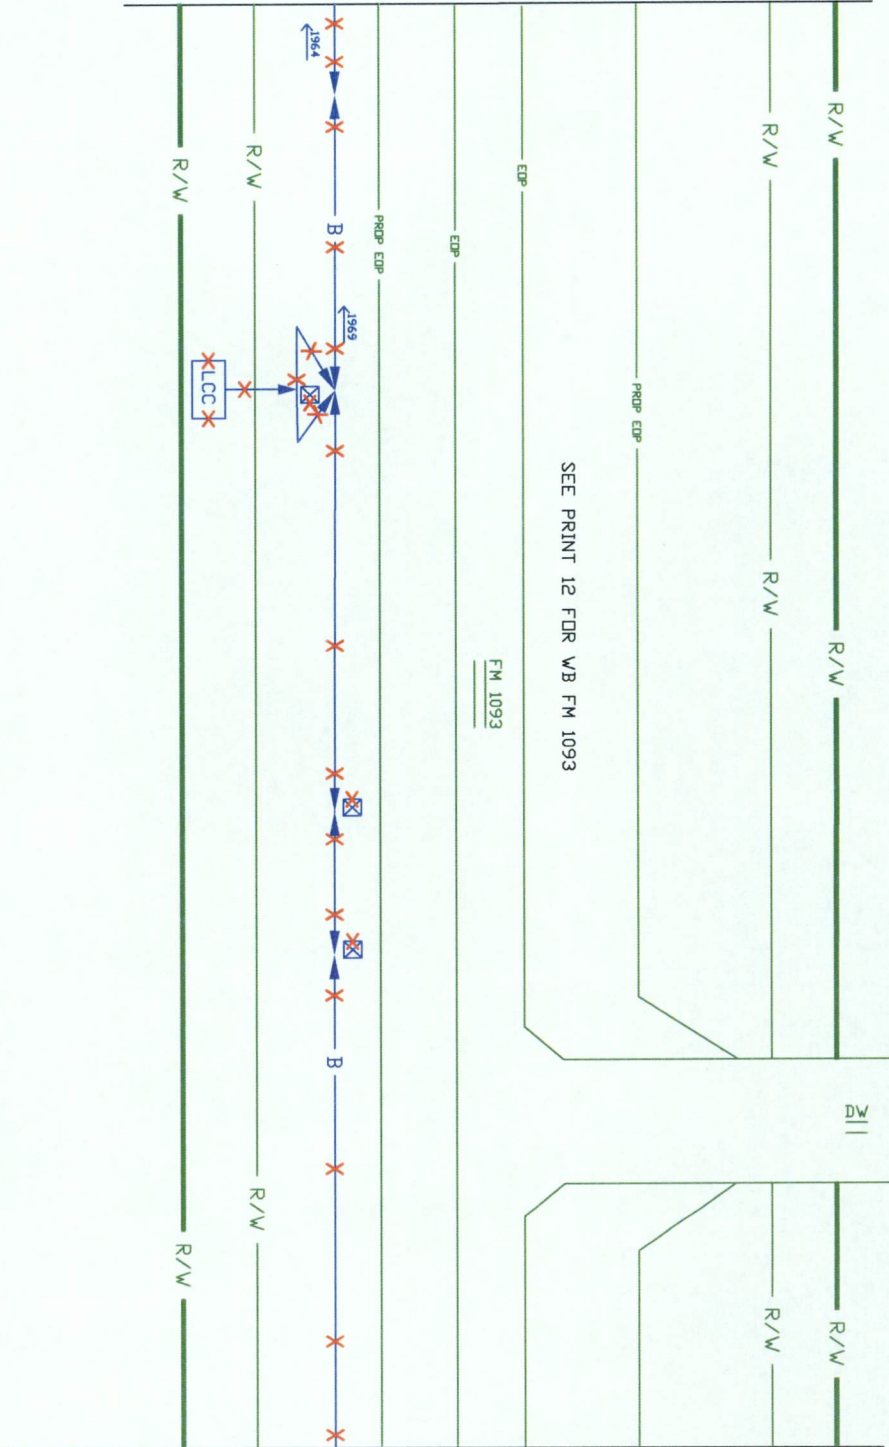 R/W
R/W
R/W
R/W
EOP
EOP
PROP EOP
PROP EOP
1964
B
1969
LCC
SEE PRINT 12 FOR WB FM 1093
FM 1093
R/W
R/W
B
DW
R/W
R/W
R/W
R/W